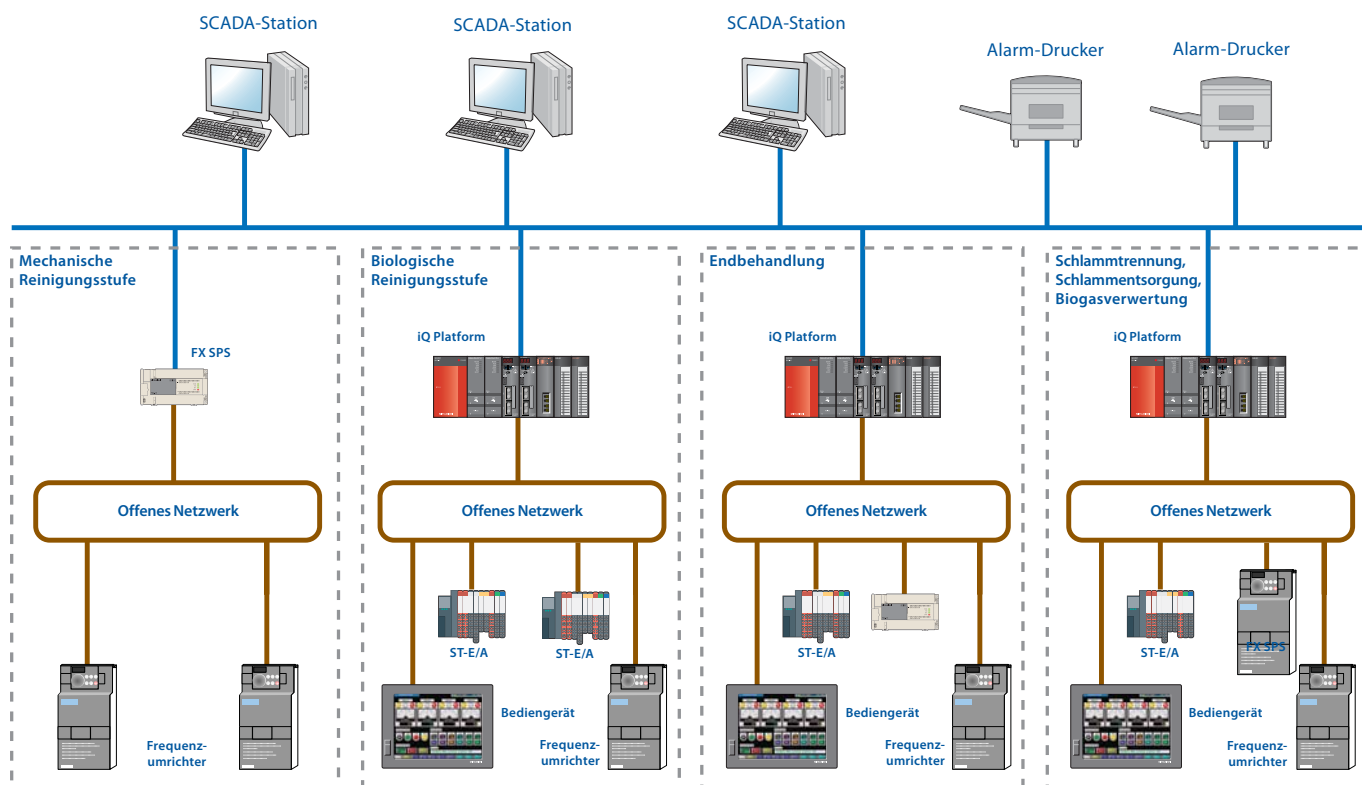 SCADA-Station
SCADA-Station
SCADA-Station
Alarm-Drucker
Alarm-Drucker
Mechanische
Reinigungsstufe
FX SPS
Offenes Netzwerk
Frequenz-
umrichter
Biologische
Reinigungsstufe
iQ Platform
Offenes Netzwerk
ST-E/A
ST-E/A
Bediengerät
Frequenz-
umrichter
Endbehandlung
iQ Platform
Offenes Netzwerk
ST-E/A
Bediengerät
Frequenz-
umrichter
Schlammtrennung,
Schlammentsorgung,
Biogasverwertung
iQ Platform
Offenes Netzwerk
ST-E/A
FX SPS
Bediengerät
Frequenz-
umrichter